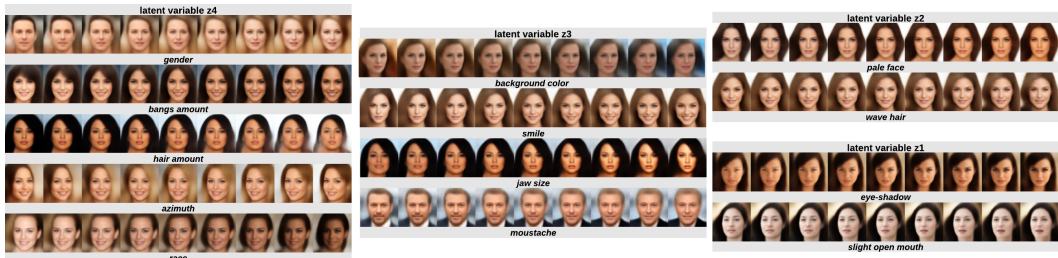 latent variable z4
gender
bangs amount
hair amount
azimuth
latent variable z3
background color
smile
jaw size
moustache
latent variable z2
pale face
wave hair
latent variable z1
eye-shadow
slight open mouth